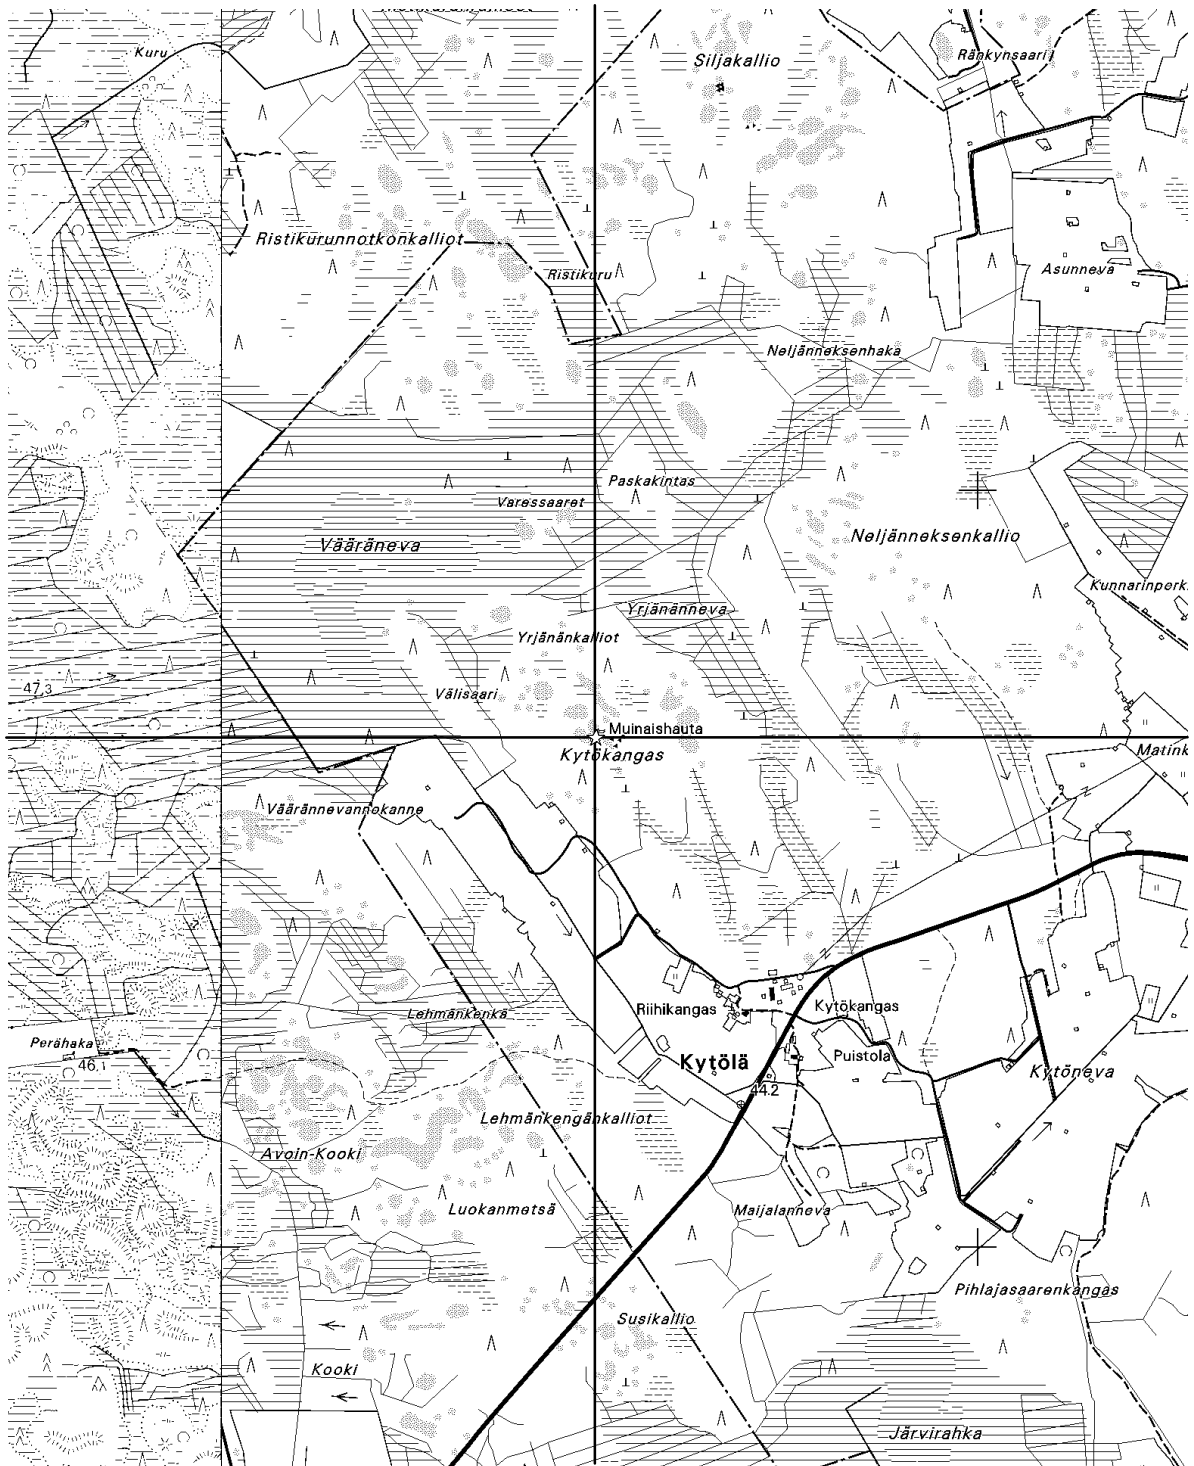 Kuru
Siljakallio
Ränkynsaari
Ristikurunnotkonkalliot
Ristikuru
Asunneva
Neljänneksenhaka
Paskakintas
Varessaaret
Vääräneva
Neljänneksenkallio
Kunnarinperk
Yrjänänneva
Yrjänänkalliot
47,3
Välisaari
Muinaishauta
Kytökangas
Matink
Väärännevannokanne
Lehmänkenkä
Riihikangas
Kytökangas
Perähaka
46,1
Puistola
Kytölä
Kytöneva
44.2
Lehmänkengänkalliot
Avoin-Kooki
Luokanmetsä
Maijalanneva
Pihlajasaarenkangas
Susikallio
Kooki
Järvirahka